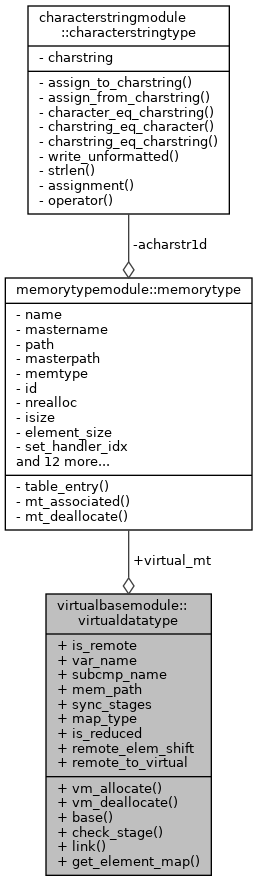 characterstringmodule
::characterstringtype
- charstring
- assign_to_charstring()
- assign_from_charstring()
- character_eq_charstring()
- charstring_eq_character()
- charstring_eq_charstring()
- write_unformatted()
- strlen()
- assignment()
- operator()
-acharstr1d
memorytypemodule::memorytype
- name
- mastername
- path
- masterpath
- memtype
- id
- nrealloc
- isize
- element_size
- set_handler_idx
and 12 more...
- table_entry()
- mt_associated()
- mt_deallocate()
+virtual_mt
virtualbasemodule::
virtualdatatype
+ is_remote
+ var_name
+ subcmp_name
+ mem_path
+ sync_stages
+ map_type
+ is_reduced
+ remote_elem_shift
+ remote_to_virtual
+ vm_allocate()
+ vm_deallocate()
+ base()
+ check_stage()
+ link()
+ get_element_map()